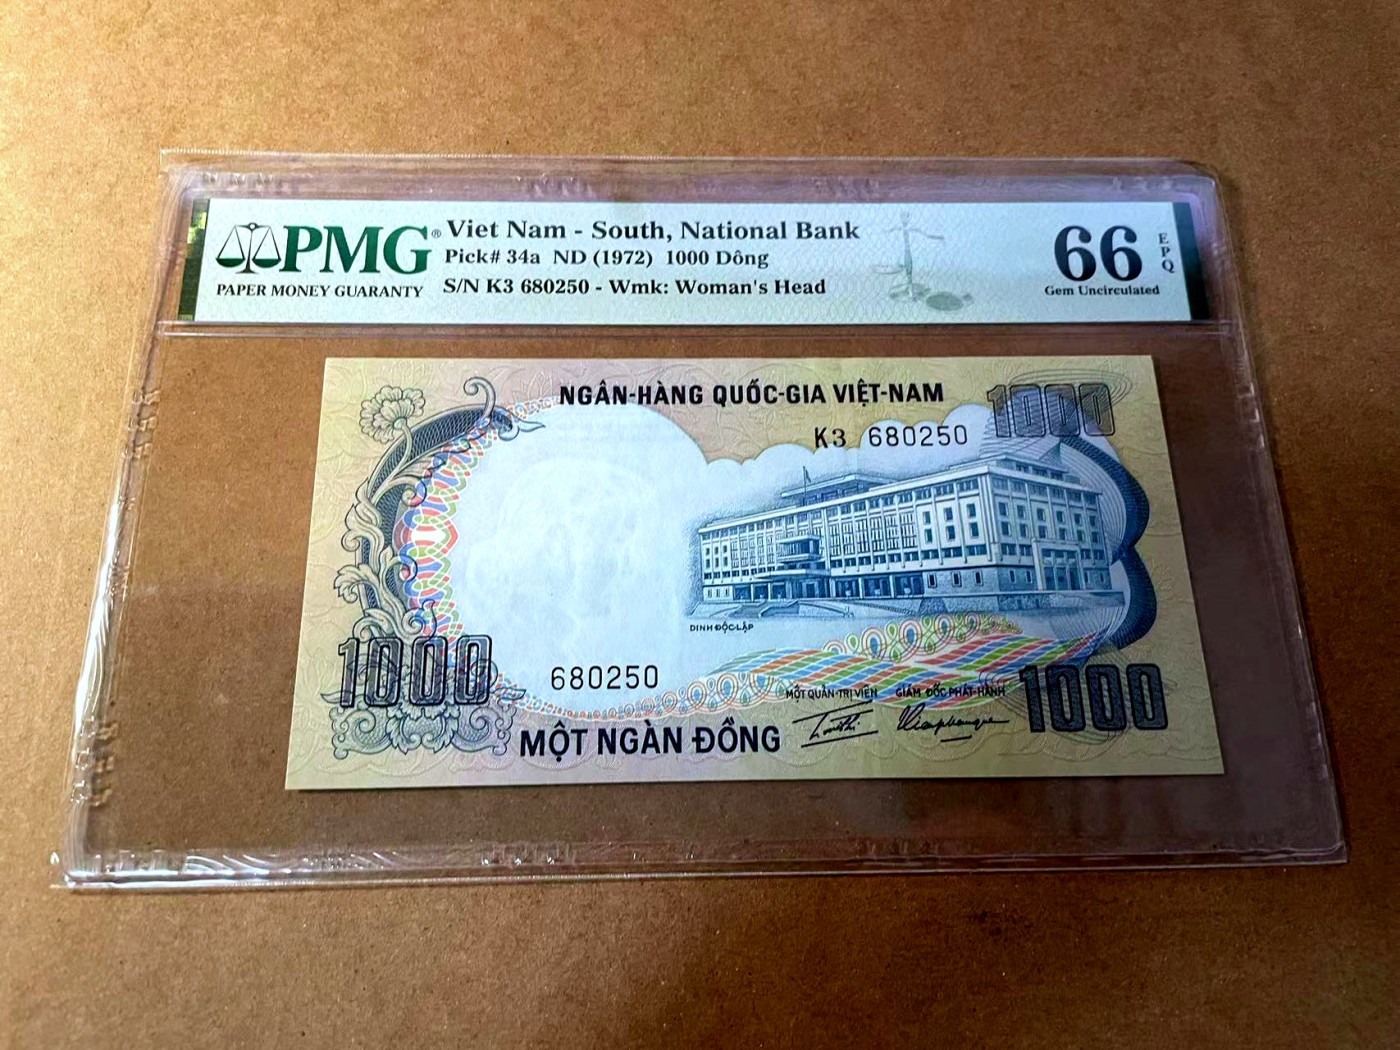 PMG®
PAPER MONEY GUARANTY
Viet Nam - South, National Bank
Pick# 34a ND (1972) 1000 Dông
S/N K3 680250 - Wmk: Woman's Head
66
EPQ
Gem Uncirculated
NGÂN-HÀNG QUỐC-GIA VIỆT-NAM
1000
K3 680250
DINH ĐỘC-LẬP
1000
680250
MỘT QUẢN-TRỊ VIÊN GIÁM ĐỐC PHÁT-HÀNH
1000
MỘT NGÀN ĐỒNG